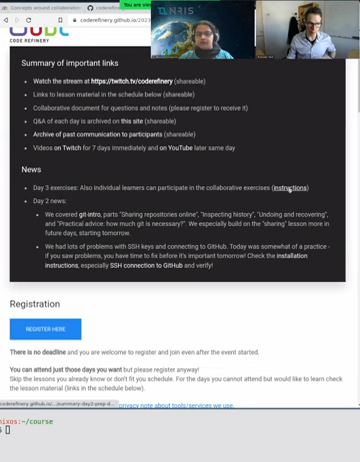 You are view
Places around collaboration
codere
coderefinery.github.io/202
NRIS
CODE REFINERY
Summary of important links
• Watch the stream at https://twitch.tv/coderefinery (shareable)
• Links to lesson material in the schedule below (shareable)
• Collaborative document for questions and notes (please register to receive it)
• Q&A of each day is archived on this site (shareable)
• Archive of past communication to participants (shareable)
• Videos on Twitch for 7 days immediately and on YouTube later same day
News
• Day 3 exercises: Also individual learners can participate in the collaborative exercises (instructions)
• Day 2 news:
• We covered git-intro, parts "Sharing repositories online", "Inspecting history", "Undoing and recovering",
and "Practical advice: how much git is necessary?". We especially build on the "sharing" lesson more in
future days, starting tomorrow.
• We had lots of problems with SSH keys and connecting to GitHub. Today was somewhat of a practice -
if you saw problems, you have time to fix before it's important tomorrow! Check the installation
instructions, especially SSH connection to GitHub and verify!
Registration
REGISTER HERE
There is no deadline and you are welcome to register and join even after the event started.
You can attend just those days you want but please register anyway!
Skip the lessons you already know or don't fit you schedule. For the days you cannot attend but would like to learn check
the lesson material (links in the schedule below).
coderefinery.github.io/.../summary-day2-prep-d...
privacy note about tools/services we use.
nixos:~/course
$